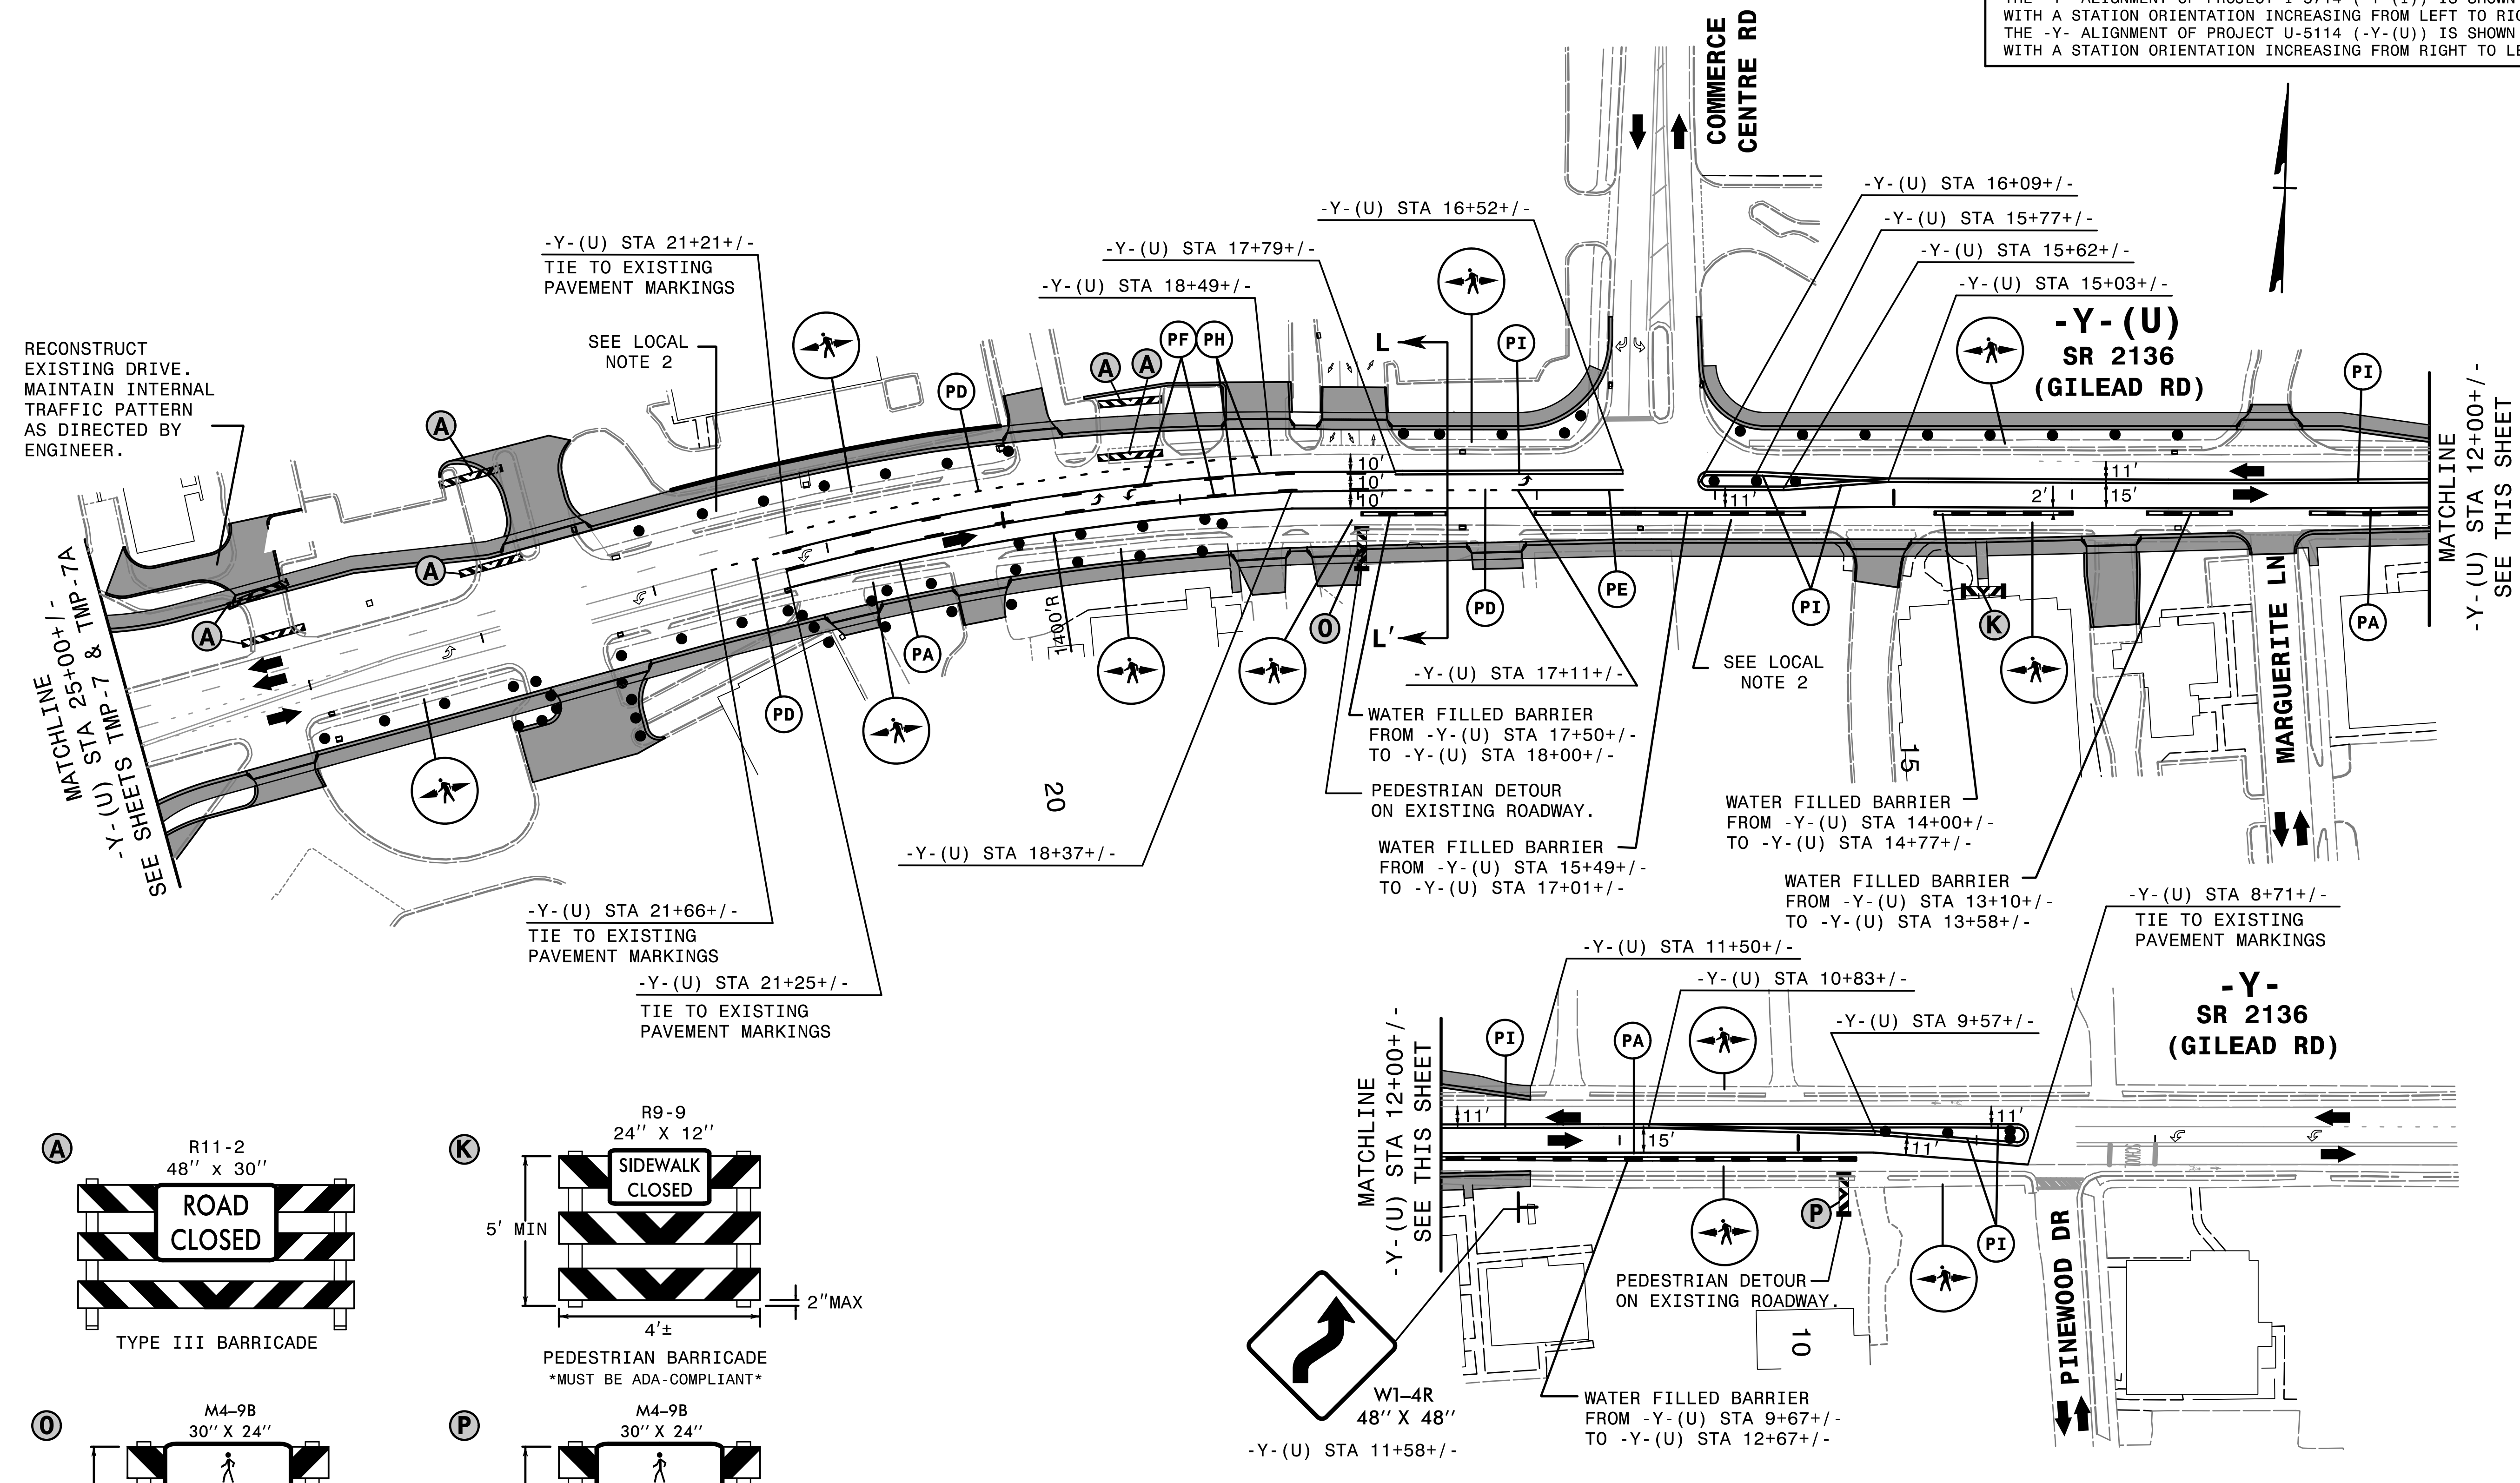 WITH A STATION ORIENTATION INCREASING FROM LEFT TO
THE -Y- ALIGNMENT OF PROJECT U-5114 (-Y-(U)) IS SHOWN
WITH A STATION ORIENTATION INCREASING FROM RIGHT TO
COMMERCE
CENTRE RD
-Y-(U) STA 16+09+/-
-Y-(U) STA 16+52+/-
-Y-(U) STA 15+77+/-
-Y-(U) STA 15+62+/-
-Y-(U) STA 15+03+/-
-Y-(U) STA 21+21+/-
TIE TO EXISTING
PAVEMENT MARKINGS
-Y-(U) STA 17+79+/-
-Y-(U) STA 18+49+/-
-Y-(U)
SR 2136
(GILEAD RD)
RECONSTRUCT
EXISTING DRIVE.
MAINTAIN INTERNAL
TRAFFIC PATTERN
AS DIRECTED BY
ENGINEER.
SEE LOCAL
NOTE 2
PF
PH
A
A
L
PI
PI
PD
A
A
A
10'
10'
10'
11'
11'
2'
15'
MATCHLINE
-Y-(U) STA 12+00+/-
SEE THIS SHEET
MATCHLINE
-Y-(U) STA 25+00+/-
SEE SHEETS TMP-7 & TMP-7A
1400'R
PA
PD
O
L'
PD
PE
PI
K
PA
MARGUERITE LN
SEE LOCAL
NOTE 2
-Y-(U) STA 17+11+/-
WATER FILLED BARRIER
FROM -Y-(U) STA 17+50+/-
TO -Y-(U) STA 18+00+/-
PEDESTRIAN DETOUR
ON EXISTING ROADWAY.
WATER FILLED BARRIER
FROM -Y-(U) STA 15+49+/-
TO -Y-(U) STA 17+01+/-
15
20
WATER FILLED BARRIER
FROM -Y-(U) STA 14+00+/-
TO -Y-(U) STA 14+77+/-
WATER FILLED BARRIER
FROM -Y-(U) STA 13+10+/-
TO -Y-(U) STA 13+58+/-
-Y-(U) STA 18+37+/-
-Y-(U) STA 21+66+/-
TIE TO EXISTING
PAVEMENT MARKINGS
-Y-(U) STA 21+25+/-
TIE TO EXISTING
PAVEMENT MARKINGS
-Y-(U) STA 8+71+/-
TIE TO EXISTING
PAVEMENT MARKINGS
-Y-(U) STA 11+50+/-
-Y-(U) STA 10+83+/-
-Y-(U) STA 9+57+/-
-Y-
SR 2136
(GILEAD RD)
MATCHLINE
-Y-(U) STA 12+00+/-
SEE THIS SHEET
PI
PA
11'
15'
11'
11'
SCHOOL
P
PI
PEDESTRIAN DETOUR
ON EXISTING ROADWAY.
10
PINEWOOD DR
W1-4R
48" X 48"
-Y-(U) STA 11+58+/-
WATER FILLED BARRIER
FROM -Y-(U) STA 9+67+/-
TO -Y-(U) STA 12+67+/-
A
R11-2
48" x 30"
ROAD
CLOSED
TYPE III BARRICADE
K
R9-9
24" X 12"
SIDEWALK
CLOSED
5' MIN
2"MAX
4'±
PEDESTRIAN BARRICADE
*MUST BE ADA-COMPLIANT*
O
M4-9B
30" X 24"
P
M4-9B
30" X 24"